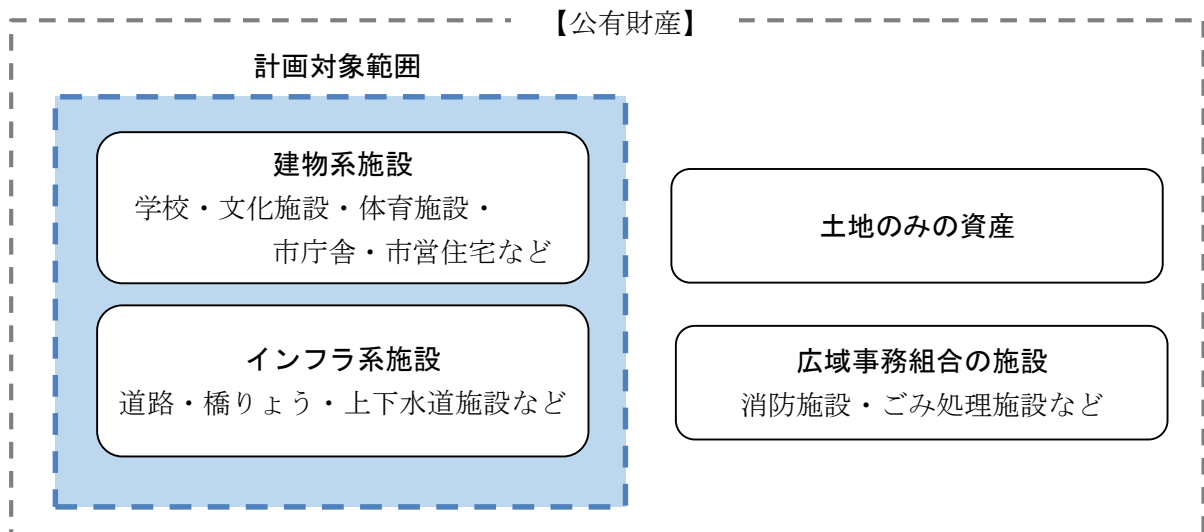 【公有財産】
計画対象範囲
建物系施設
学校・文化施設・体育施設・
市庁舎・市営住宅など
インフラ系施設
道路・橋りょう・上下水道施設など
土地のみの資産
広域事務組合の施設
消防施設・ごみ処理施設など